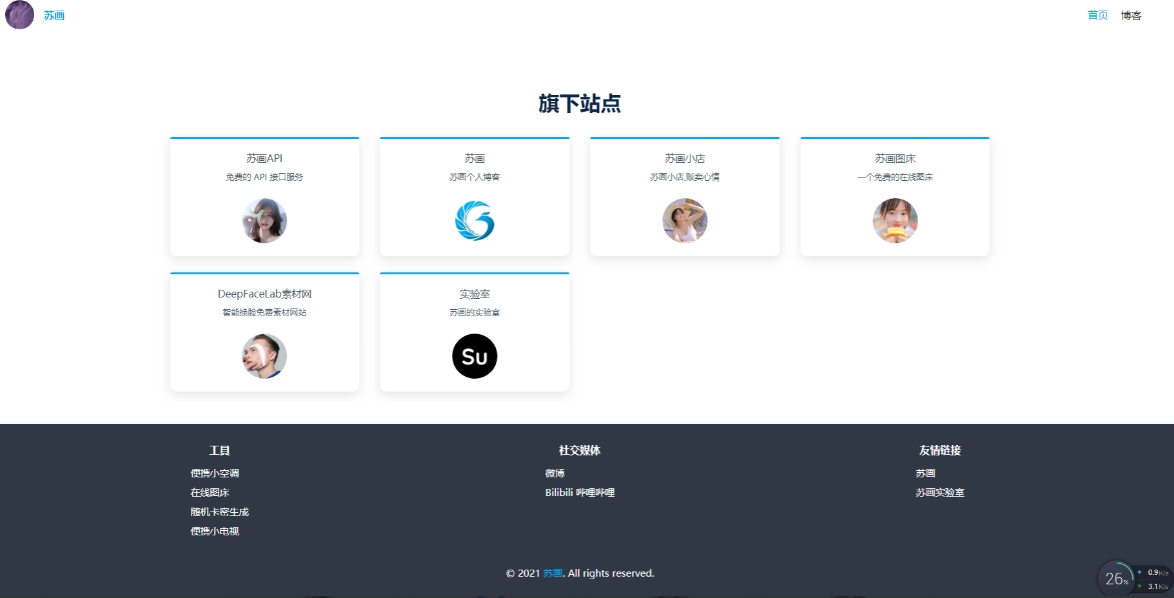 苏画
首页 博客
旗下站点
苏画API
免费的 API 接口服务
苏画
苏画个人博客
苏画小店
苏画小店,贩卖心情
苏画图床
一个免费的在线图床
DeepFaceLab素材网
智能换脸免费素材网站
实验室
苏画的实验室
Su
工具
便携小空调
在线图床
随机卡密生成
便携小电视
社交媒体
微博
Bilibili 哔哩哔哩
友情链接
苏画
苏画实验室
© 2021 苏画. All rights reserved.
26%
0.9K/s
3.1K/s